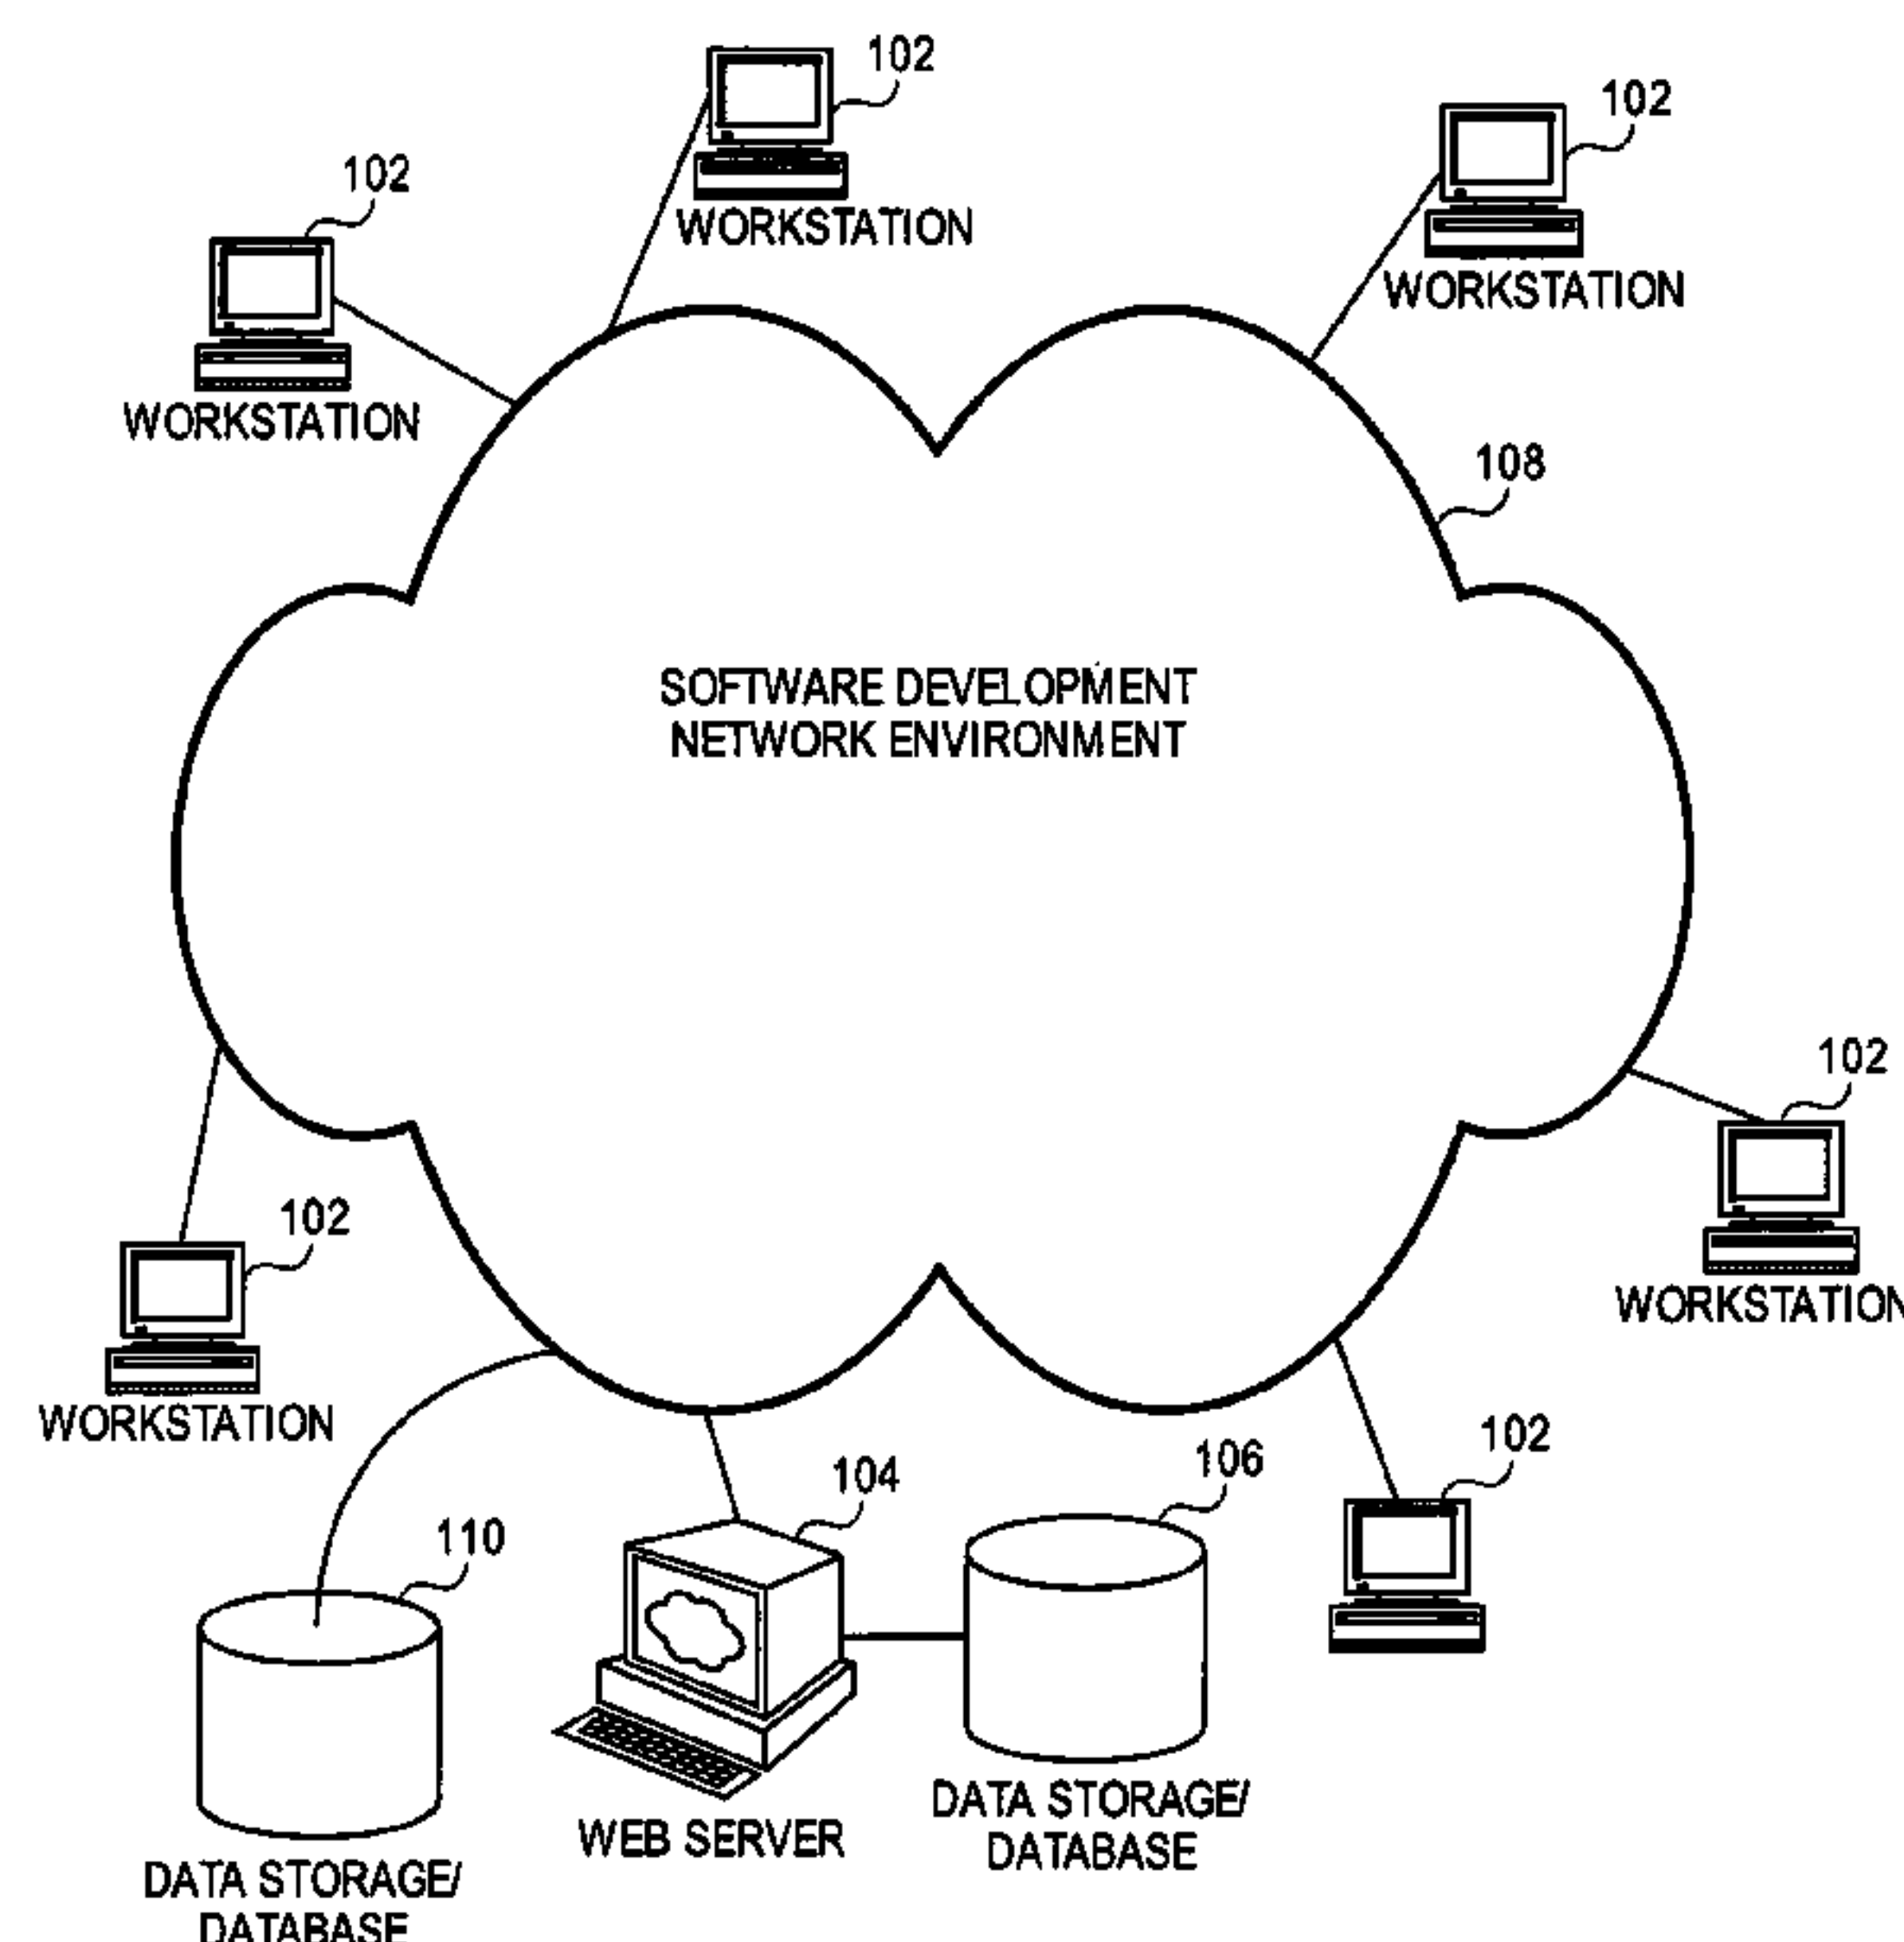 102
WORKSTATION
102
WORKSTATION
102
WORKSTATION
108
SOFTWARE DEVELOPMENT
NETWORK ENVIRONMENT
102
WORKSTATION
102
WORKSTATION
102
104
WEB SERVER
106
DATA STORAGE/
DATABASE
110
DATA STORAGE/
DATABASE